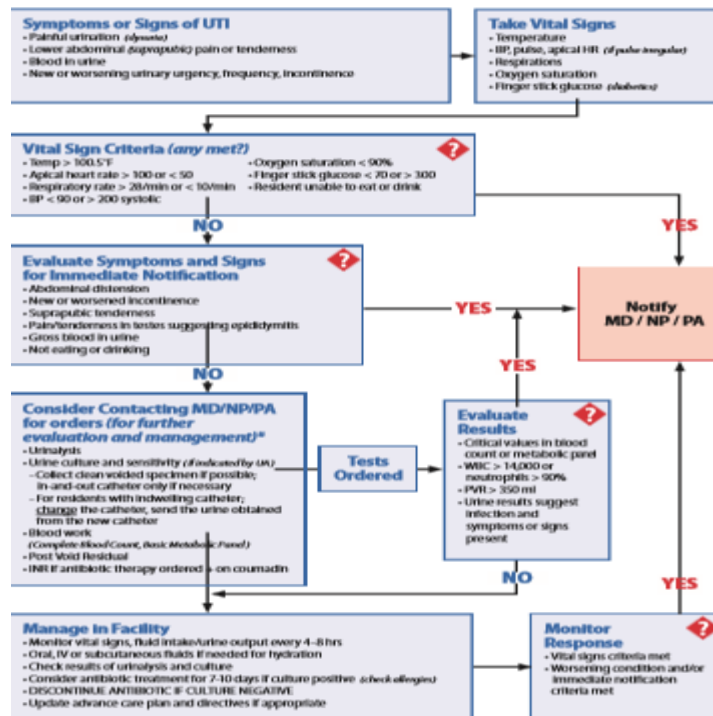 Symptoms or Signs of UTI
- Painful urination (dysuria)
- Lower abdominal (suprapubic) pain or tenderness
- Blood in urine
- New or worsening urinary urgency, frequency, incontinence
Take Vital Signs
- Temperature
- BP, pulse, apical HR (if pulse irregular)
- Respirations
- Oxygen saturation
- Finger stick glucose (diabetics)
Vital Sign Criteria (any met?)
?
- Temp > 100.5°F
- Apical heart rate > 100 or < 50
- Respiratory rate > 28/min or < 10/min
- BP < 90 or > 200 systolic
- Oxygen saturation < 90%
- Finger stick glucose < 70 or > 300
- Resident unable to eat or drink
NO
YES
Evaluate Symptoms and Signs
for Immediate Notification
?
- Abdominal distension
- New or worsened incontinence
- Suprapubic tenderness
- Pain/tenderness in testes suggesting epididymitis
- Gross blood in urine
- Not eating or drinking
YES
Notify
MD / NP / PA
NO
YES
Consider Contacting MD/NP/PA
for orders (for further
evaluation and management)*
- Urinalysis
- Urine culture and sensitivity (if indicated by UA)
– Collect clean voided specimen if possible;
in-and-out catheter only if necessary
– For residents with indwelling catheter;
change the catheter, send the urine obtained
from the new catheter
- Blood work
(Complete Blood Count, Basic Metabolic Panel)
- Post Void Residual
- INR if antibiotic therapy ordered + on coumadin
Tests
Ordered
Evaluate
Results
?
- Critical values in blood
count or metabolic panel
- WBC > 14,000 or
neutrophils > 90%
- PVR > 350 ml
- Urine results suggest
infection and
symptoms or signs
present
NO
YES
Manage in Facility
- Monitor vital signs, fluid intake/urine output every 4–8 hrs
- Oral, IV or subcutaneous fluids if needed for hydration
- Check results of urinalysis and culture
- Consider antibiotic treatment for 7-10 days if culture positive (check allergies)
- DISCONTINUE ANTIBIOTIC IF CULTURE NEGATIVE
- Update advance care plan and directives if appropriate
Monitor
Response
?
- Vital signs criteria met
- Worsening condition and/or
immediate notification
criteria met